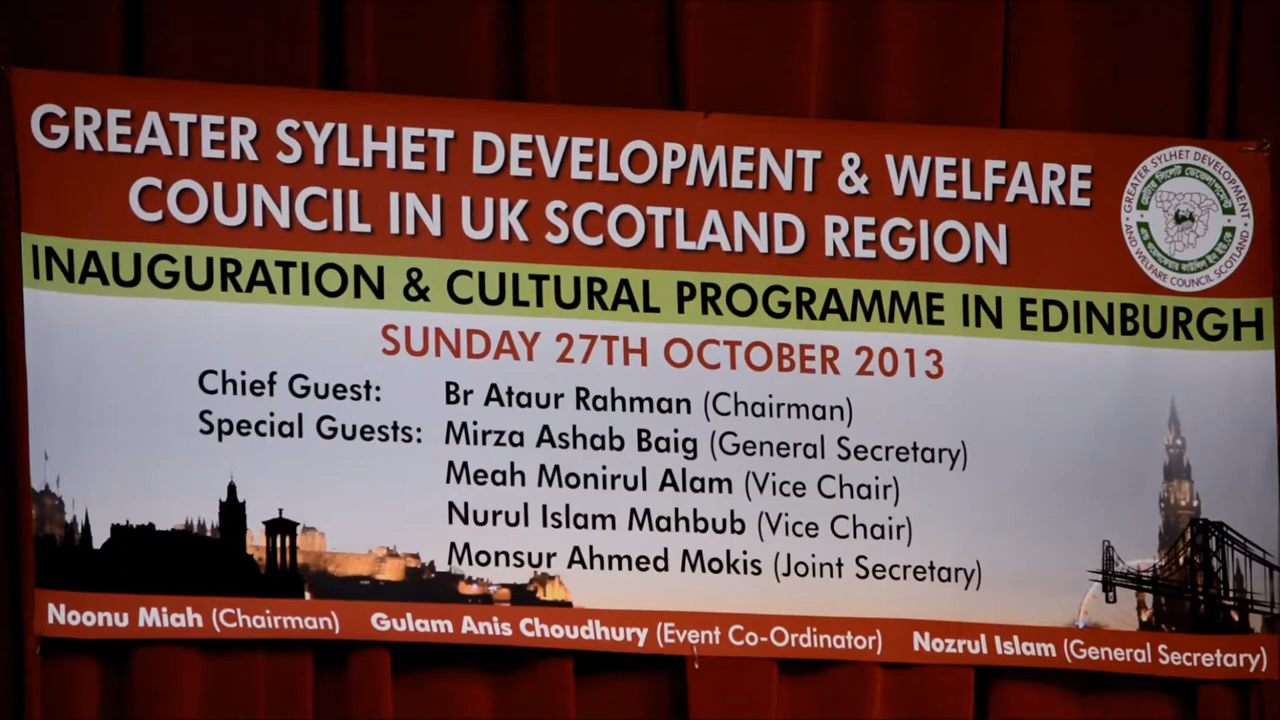 GREATER SYLHET DEVELOPMENT & WELFARE
COUNCIL IN UK SCOTLAND REGION
GREATER SYLHET DEVELOPMENT
AND WELFARE COUNCIL SCOTLAND
INAUGURATION & CULTURAL PROGRAMME IN EDINBURGH
SUNDAY 27TH OCTOBER 2013
Chief Guest: Br Ataur Rahman (Chairman)
Special Guests: Mirza Ashab Baig (General Secretary)
Meah Monirul Alam (Vice Chair)
Nurul Islam Mahbub (Vice Chair)
Monsur Ahmed Mokis (Joint Secretary)
Noonu Miah (Chairman) Gulam Anis Choudhury (Event Co-Ordinator) Nozrul Islam (General Secretary)